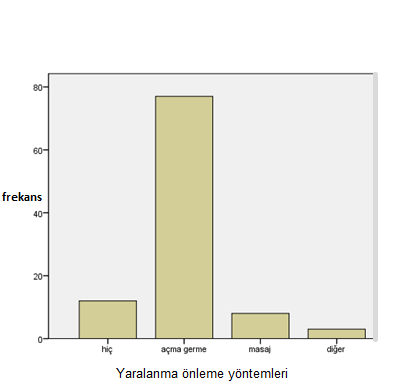 80
60
frekans
40
20
0
hiç
açma germe
masaj
diğer
Yaralanma önleme yöntemleri